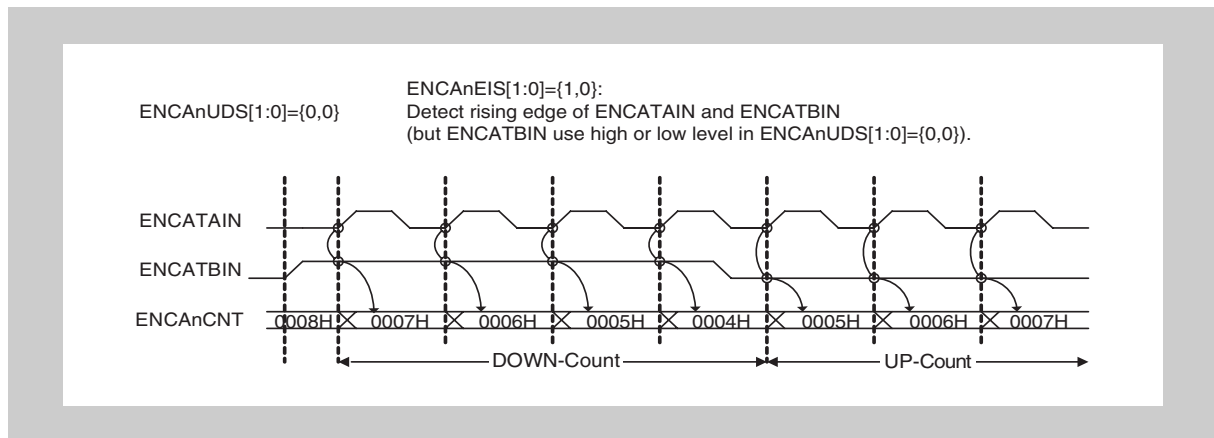 ENCAnUDS[1:0]={0,0}
ENCAnEIS[1:0]={1,0}:
Detect rising edge of ENCATAIN and ENCATBIN
(but ENCATBIN use high or low level in ENCAnUDS[1:0]={0,0}).
ENCATAIN
ENCATBIN
ENCAnCNT 0008H 0007H 0006H 0005H 0004H 0005H 0006H 0007H
DOWN-Count UP-Count